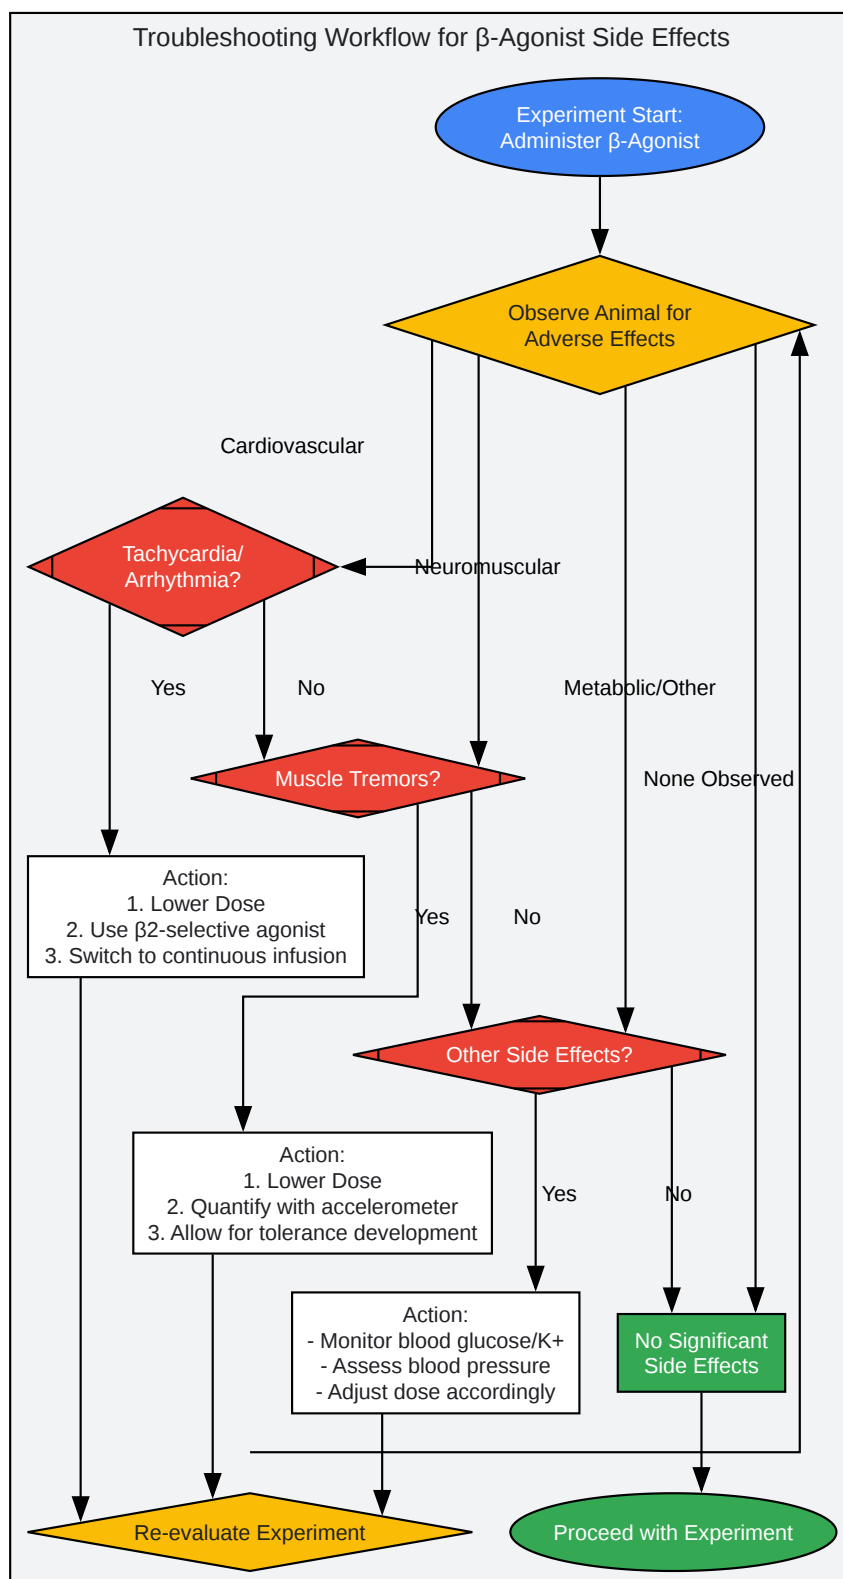 Troubleshooting Workflow for β-Agonist Side Effects
Experiment Start:
Administer β-Agonist
Observe Animal for
Adverse Effects
Cardiovascular
Tachycardia/
Arrhythmia?
Neuromuscular
Yes
No
Metabolic/Other
Muscle Tremors?
None Observed
Action:
1. Lower Dose
2. Use β2-selective agonist
3. Switch to continuous infusion
Yes
No
Other Side Effects?
Action:
1. Lower Dose
2. Quantify with accelerometer
3. Allow for tolerance development
Yes
No
Action:
- Monitor blood glucose/K+
- Assess blood pressure
- Adjust dose accordingly
No Significant
Side Effects
Re-evaluate Experiment
Proceed with Experiment